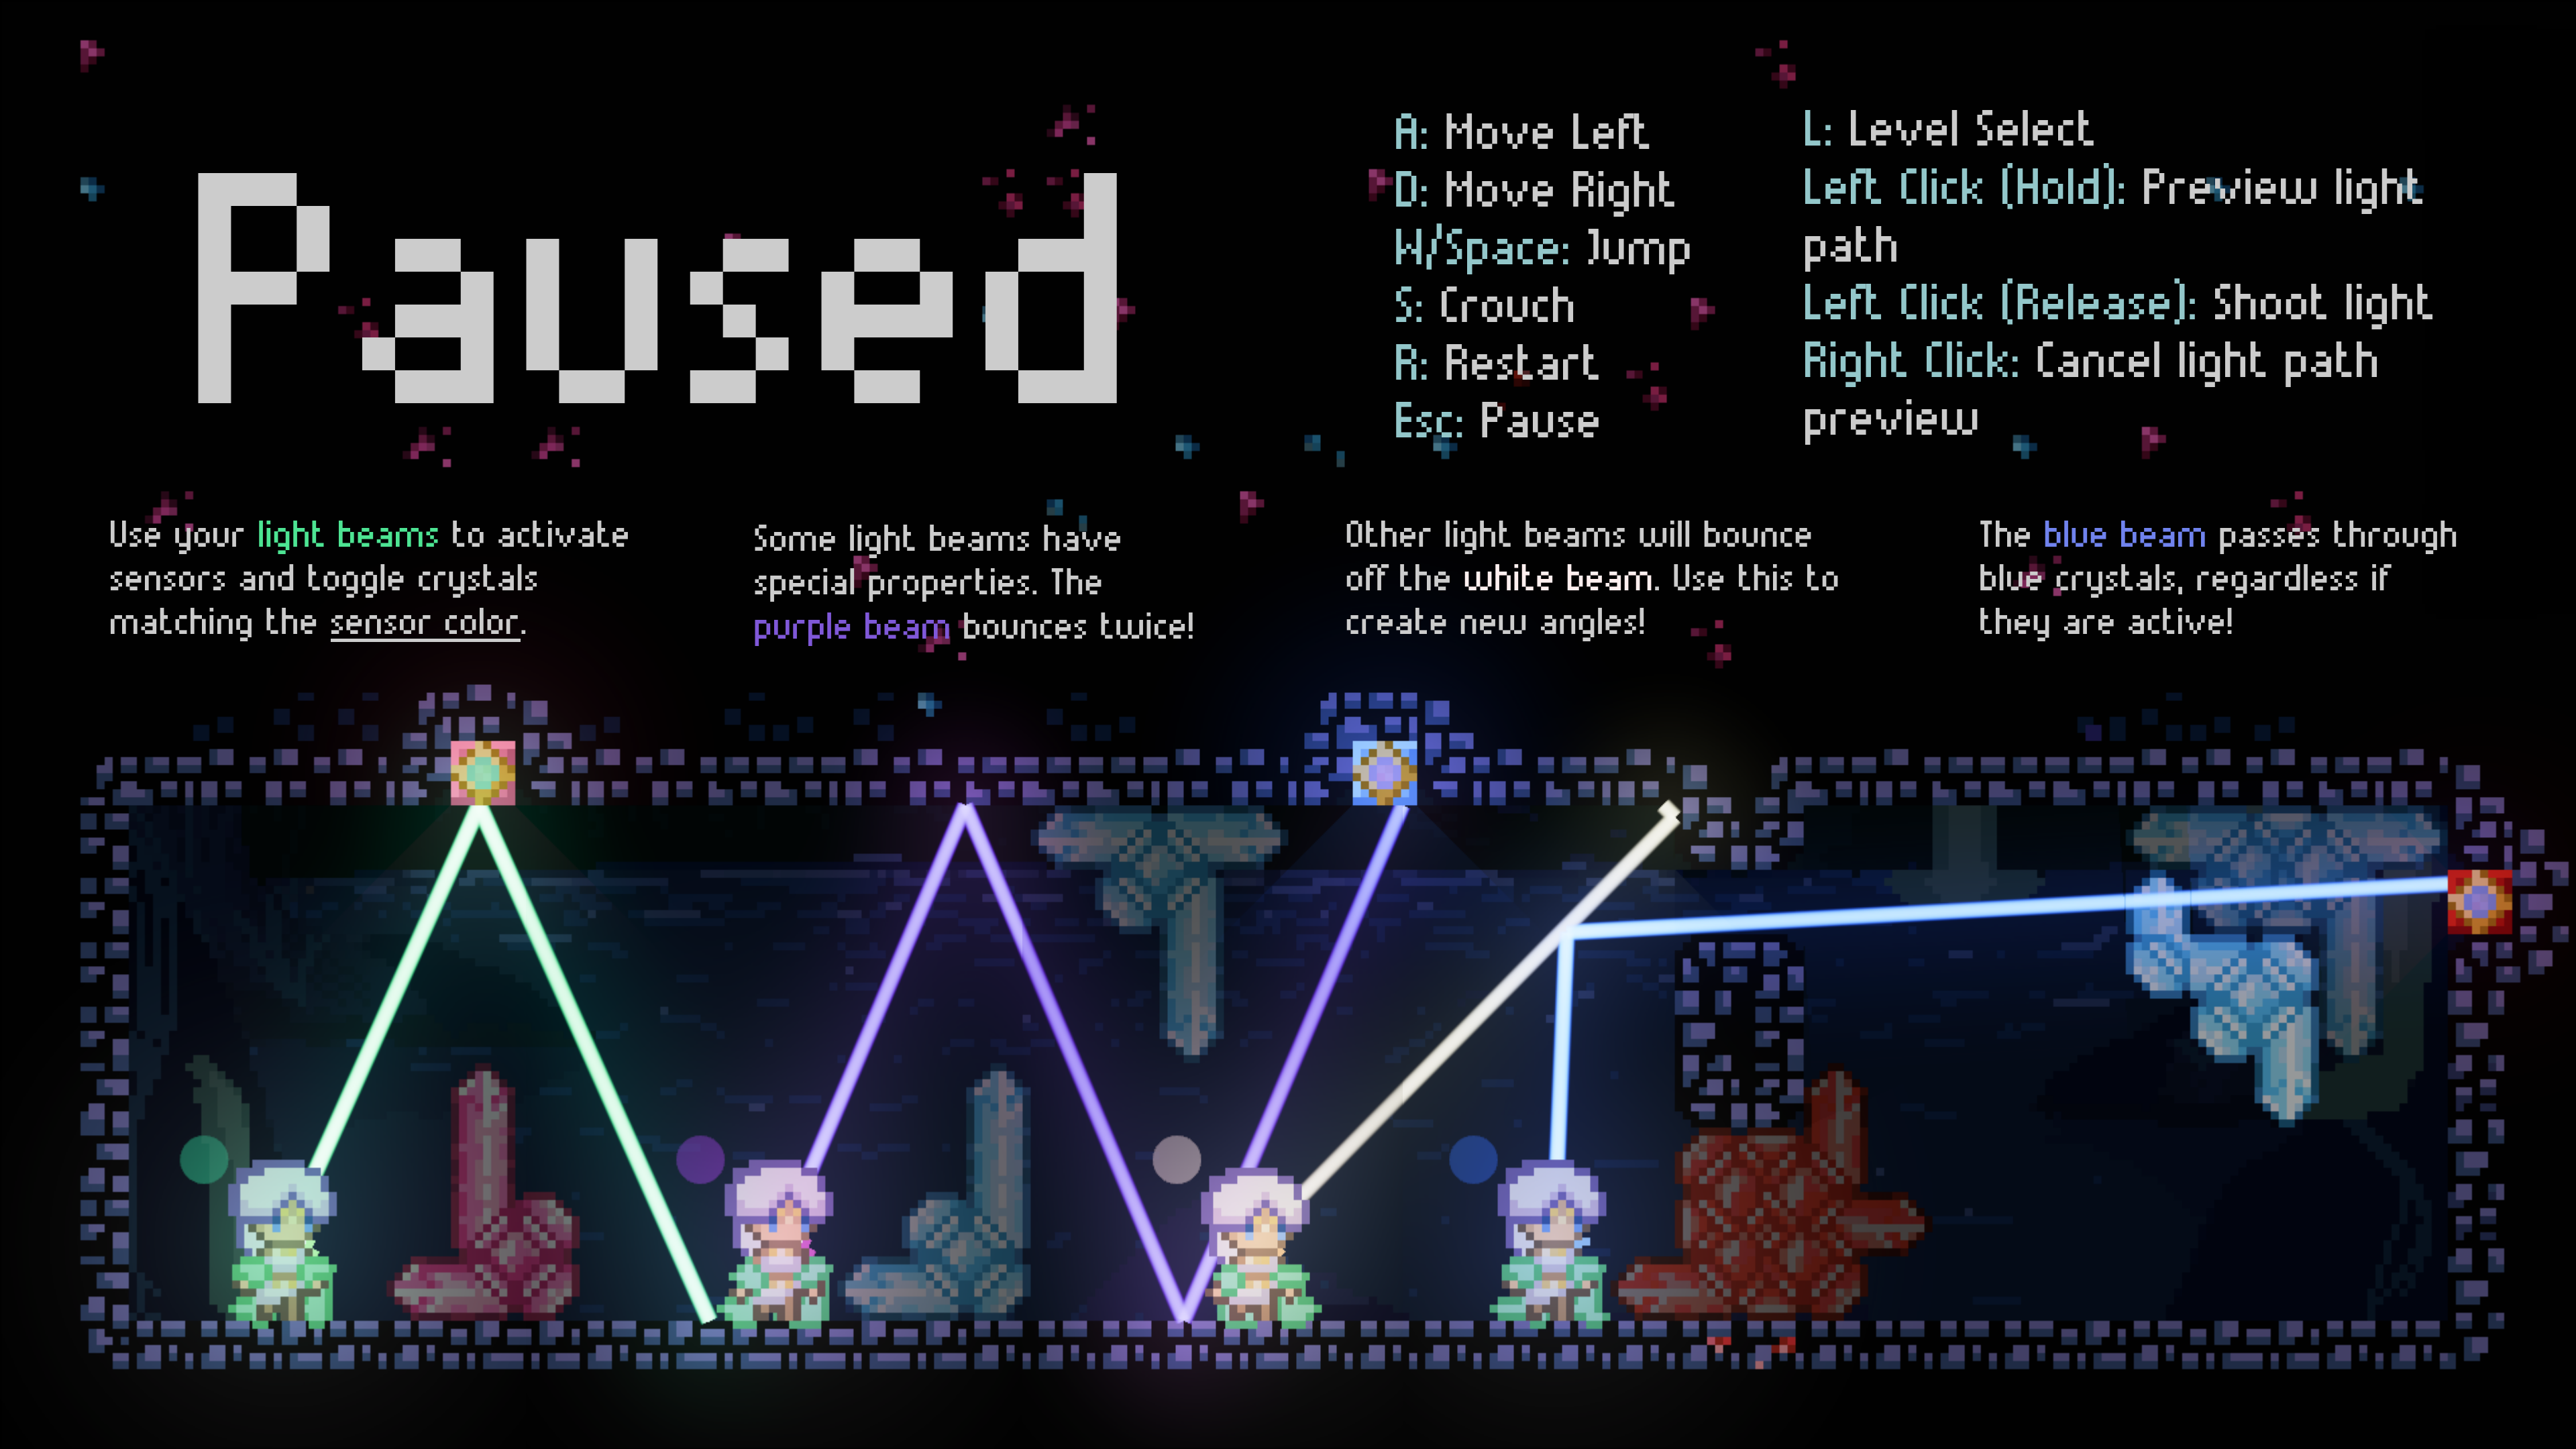 Paused
A: Move Left
D: Move Right
W/Space: Jump
S: Crouch
R: Restart
Esc: Pause
L: Level Select
Left Click (Hold): Preview light
path
Left Click (Release): Shoot light
Right Click: Cancel light path
preview
Use your light beams to activate
sensors and toggle crystals
matching the sensor color.
Some light beams have
special properties. The
purple beam bounces twice!
Other light beams will bounce
off the white beam. Use this to
create new angles!
The blue beam passes through
blue crystals, regardless if
they are active!